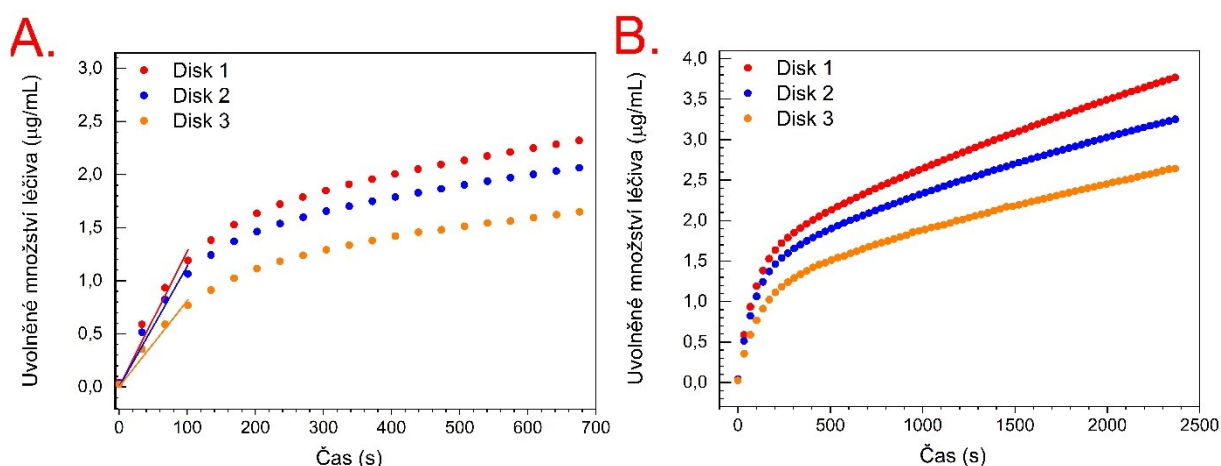 A.
Uvolněné množství léčiva (µg/mL)
3,0
2,5
2,0
1,5
1,0
0,5
0,0
Disk 1
Disk 2
Disk 3
0 100 200 300 400 500 600 700
Čas (s)
B.
Uvolněné množství léčiva (µg/mL)
4,0
3,5
3,0
2,5
2,0
1,5
1,0
0,5
0,0
Disk 1
Disk 2
Disk 3
0 500 1000 1500 2000 2500
Čas (s)